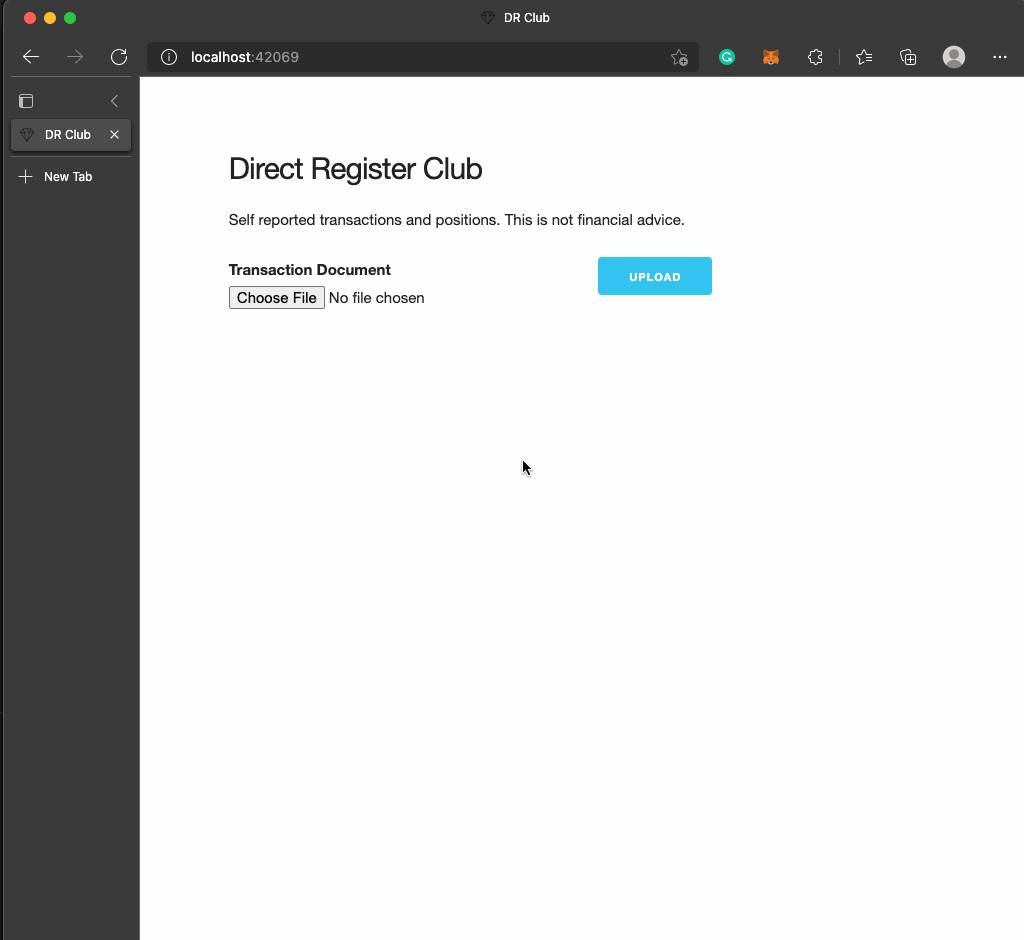 DR Club
localhost:42069
DR Club
New Tab
Direct Register Club
Self reported transactions and positions. This is not financial advice.
Transaction Document
UPLOAD
Choose File No file chosen